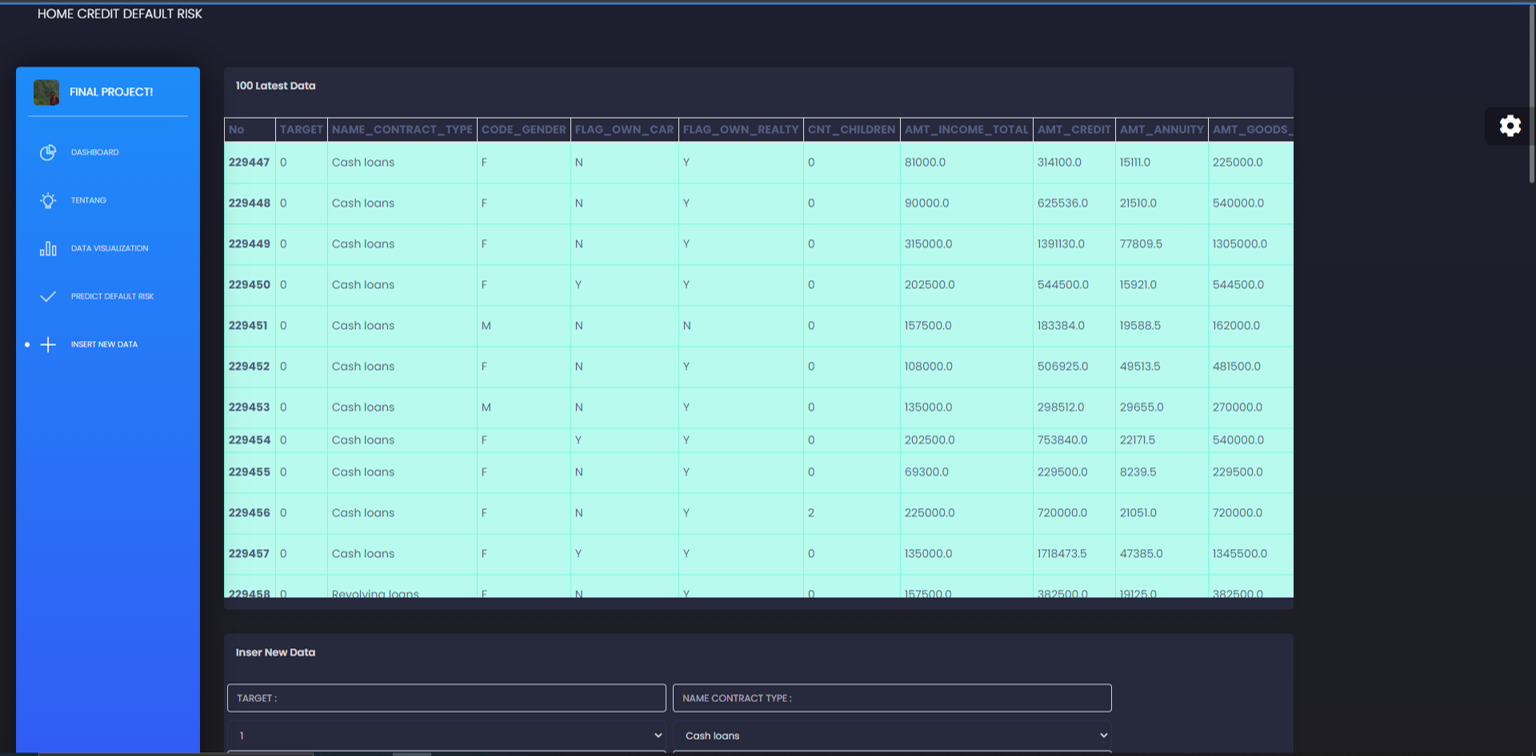 HOME CREDIT DEFAULT RISK
FINAL PROJECT!
DASHBOARD
TENTANG
DATA VISUALIZATION
PREDICT DEFAULT RISK
INSERT NEW DATA
100 Latest Data
No TARGET NAME_CONTRACT_TYPE CODE_GENDER FLAG_OWN_CAR FLAG_OWN_REALTY CNT_CHILDREN AMT_INCOME_TOTAL AMT_CREDIT AMT_ANNUITY AMT_GOODS_
229447 0 Cash loans F N Y 0 81000.0 314100.0 15111.0 225000.0
229448 0 Cash loans F N Y 0 90000.0 625536.0 21510.0 540000.0
229449 0 Cash loans F N Y 0 315000.0 1391130.0 77809.5 1305000.0
229450 0 Cash loans F Y Y 0 202500.0 544500.0 15921.0 544500.0
229451 0 Cash loans M N N 0 157500.0 183384.0 19588.5 162000.0
229452 0 Cash loans F N Y 0 108000.0 506925.0 49513.5 481500.0
229453 0 Cash loans M N Y 0 135000.0 298512.0 29655.0 270000.0
229454 0 Cash loans F Y Y 0 202500.0 753840.0 22171.5 540000.0
229455 0 Cash loans F N Y 0 69300.0 229500.0 8239.5 229500.0
229456 0 Cash loans F N Y 2 225000.0 720000.0 21051.0 720000.0
229457 0 Cash loans F Y Y 0 135000.0 1718473.5 47385.0 1345500.0
229458 0 Revolving loans F N Y 0 157500.0 382500.0 19125.0 382500.0
Inser New Data
TARGET : NAME CONTRACT TYPE :
1 Cash loans